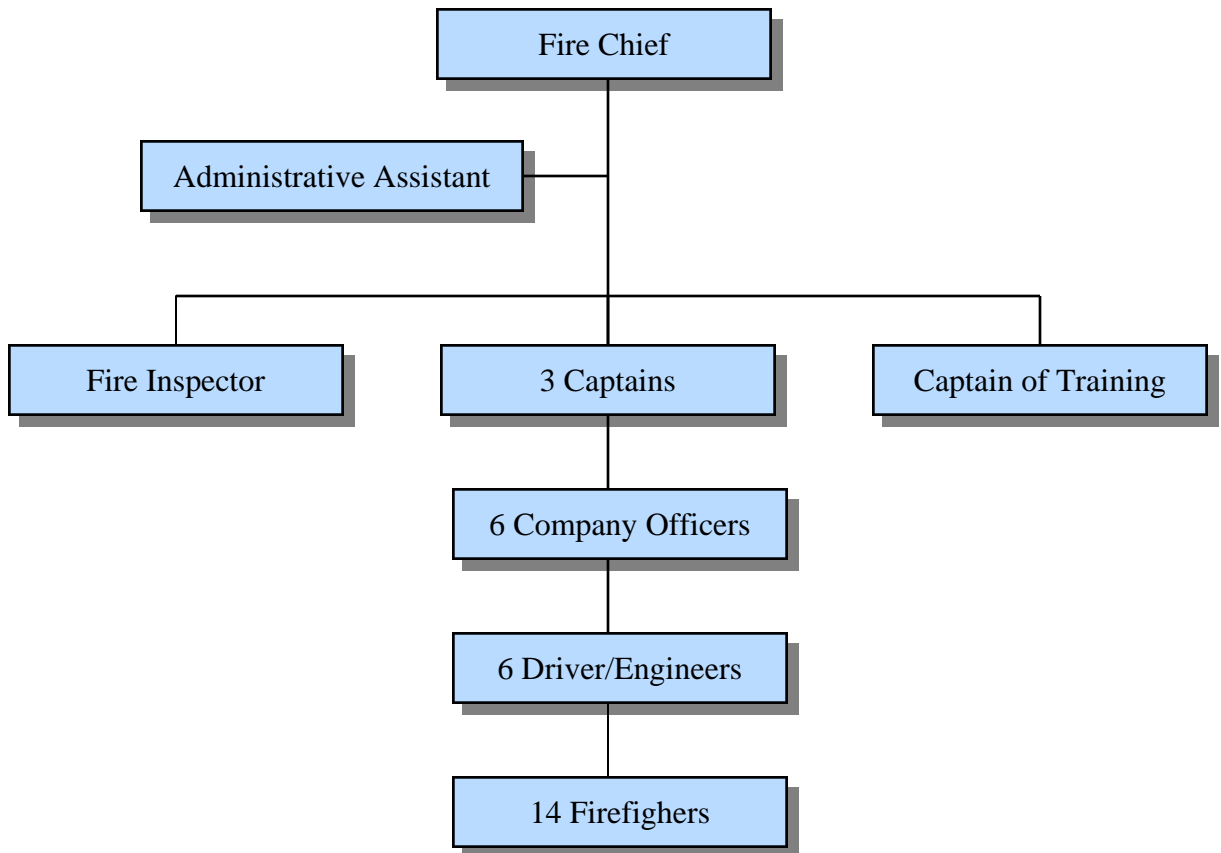 Fire Chief
Administrative Assistant
Fire Inspector
3 Captains
Captain of Training
6 Company Officers
6 Driver/Engineers
14 Firefighers